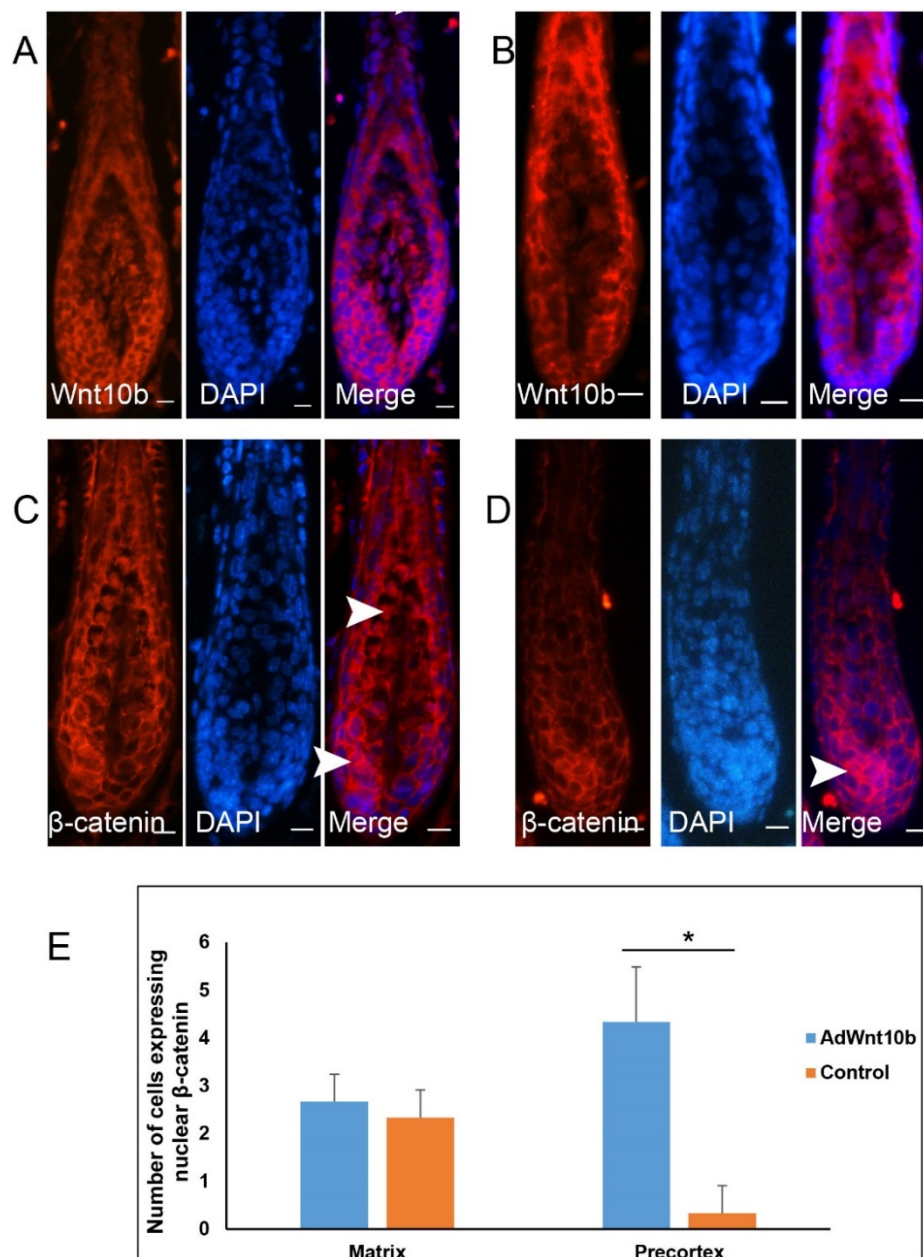 A
B
Wnt10b
DAPI
Merge
Wnt10b
DAPI
Merge
C
D
β-catenin
DAPI
Merge
β-catenin
DAPI
Merge
E
Number of cells expressing
nuclear β-catenin
6
5
4
3
2
1
0
*
AdWnt10b
Control
Matrix
Precortex